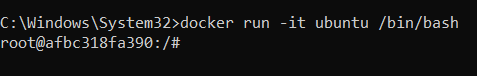 C:\Windows\System32>docker run -it ubuntu /bin/bash
root@afbc318fa390:/#